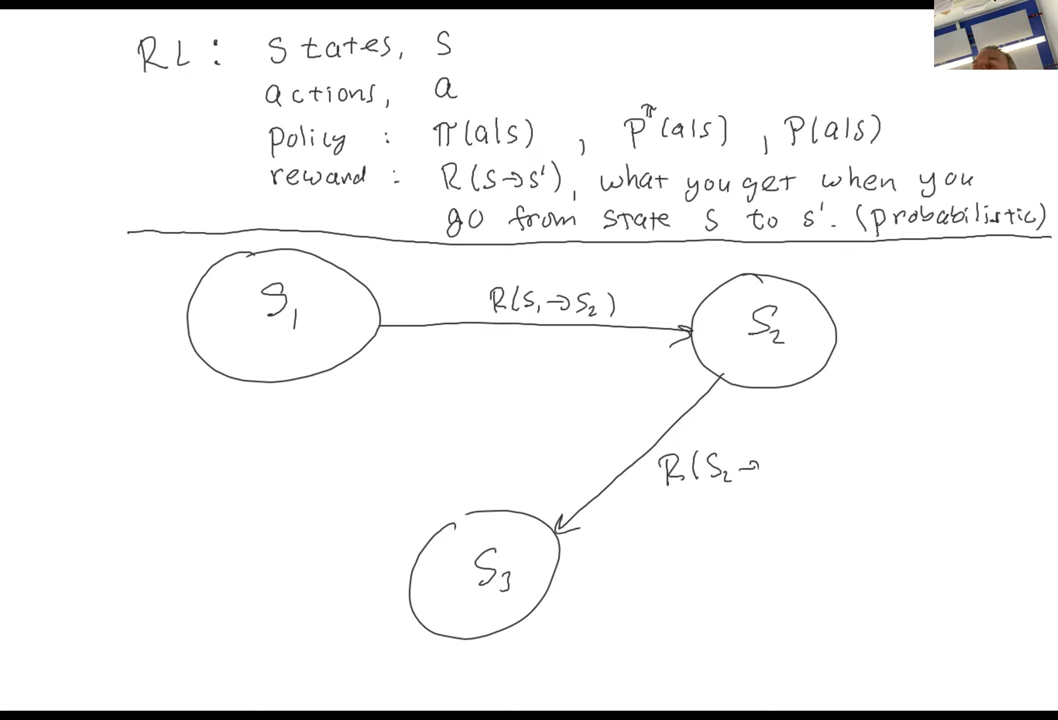 RL: States, S
actions, a
policy : π(a|s) , P^π(a|s) , P(a|s)
reward : R(s→s'), what you get when you
go from state s to s'. (probabilistic)
S₁
R(S₁→S₂)
S₂
R(S₂→
S₃